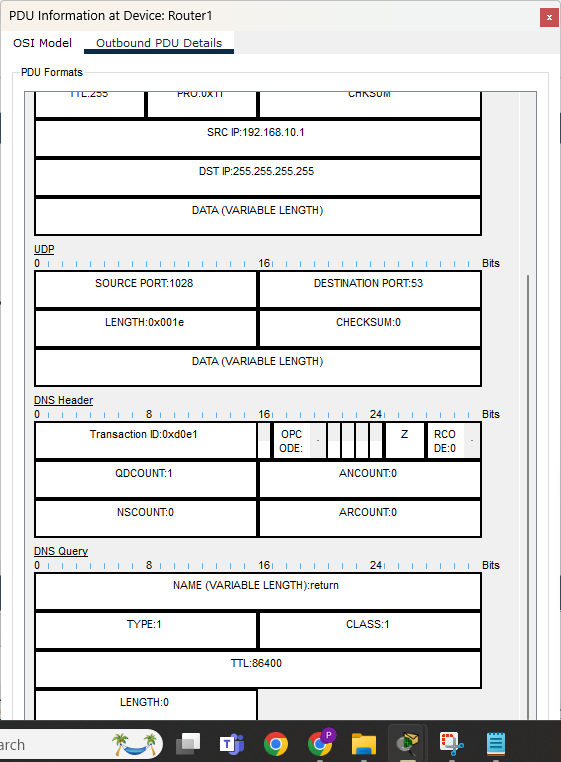 PDU Information at Device: Router1
x
OSI Model Outbound PDU Details
PDU Formats
TTL:255 PRO:0x11 CHKSUM
SRC IP:192.168.10.1
DST IP:255.255.255.255
DATA (VARIABLE LENGTH)
UDP
0 16 Bits
SOURCE PORT:1028 DESTINATION PORT:53
LENGTH:0x001e CHECKSUM:0
DATA (VARIABLE LENGTH)
DNS Header
0 8 16 24 Bits
Transaction ID:0xd0e1 OPC Z RCO
ODE: DE:0
QDCOUNT:1 ANCOUNT:0
NSCOUNT:0 ARCOUNT:0
DNS Query
0 8 16 24 Bits
NAME (VARIABLE LENGTH):return
TYPE:1 CLASS:1
TTL:86400
LENGTH:0
arch
T
P